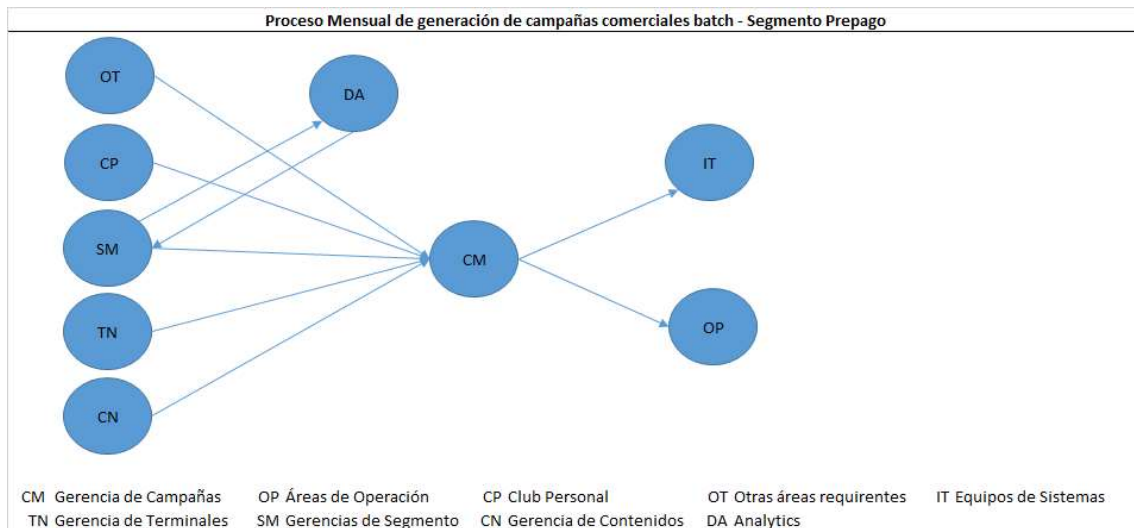 Proceso Mensual de generación de campañas comerciales batch - Segmento Prepago
OT
DA
CP
IT
SM
CM
TN
OP
CN
CM Gerencia de Campañas OP Áreas de Operación CP Club Personal OT Otras áreas requirentes IT Equipos de Sistemas
TN Gerencia de Terminales SM Gerencias de Segmento CN Gerencia de Contenidos DA Analytics